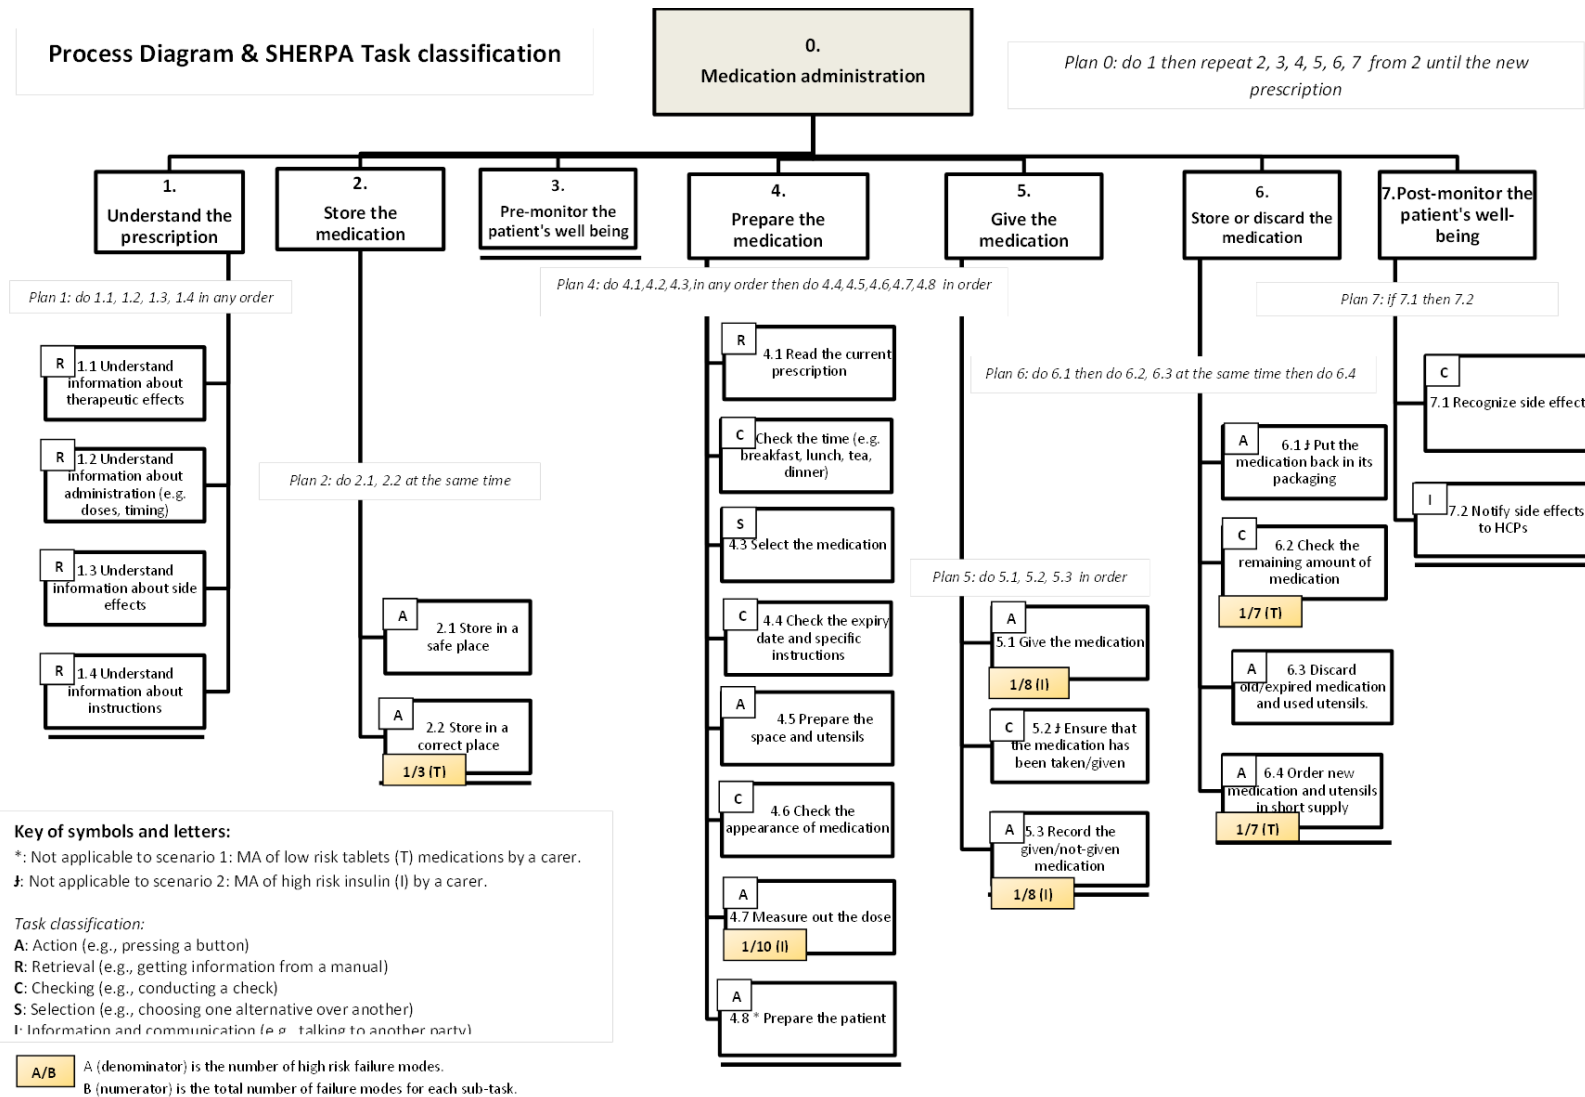 Process Diagram & SHERPA Task classification
0.
Medication administration
Plan 0: do 1 then repeat 2, 3, 4, 5, 6, 7 from 2 until the new
prescription
1.
Understand the
prescription
2.
Store the
medication
3.
Pre-monitor the
patient's well being
4.
Prepare the
medication
5.
Give the
medication
6.
Store or discard the
medication
7.Post-monitor the
patient's well-
being
Plan 1: do 1.1, 1.2, 1.3, 1.4 in any order
R
1.1 Understand
information about
therapeutic effects
R
1.2 Understand
information about
administration (e.g.
doses, timing)
R
1.3 Understand
information about side
effects
R
1.4 Understand
information about
instructions
Plan 2: do 2.1, 2.2 at the same time
A
2.1 Store in a
safe place
A
2.2 Store in a
correct place
1/3 (T)
Plan 4: do 4.1,4.2,4.3,in any order then do 4.4,4.5,4.6,4.7,4.8 in order
R
4.1 Read the current
prescription
C
Check the time (e.g.
breakfast, lunch, tea,
dinner)
S
4.3 Select the medication
C
4.4 Check the expiry
date and specific
instructions
A
4.5 Prepare the
space and utensils
C
4.6 Check the
appearance of medication
A
4.7 Measure out the dose
1/10 (I)
A
4.8 * Prepare the patient
Plan 5: do 5.1, 5.2, 5.3 in order
A
5.1 Give the medication
1/8 (I)
C
5.2 ɟ Ensure that
the medication has
been taken/given
A
5.3 Record the
given/not-given
medication
1/8 (I)
Plan 6: do 6.1 then do 6.2, 6.3 at the same time then do 6.4
A
6.1 ɟ Put the
medication back in its
packaging
C
6.2 Check the
remaining amount of
medication
1/7 (T)
A
6.3 Discard
old/expired medication
and used utensils.
A
6.4 Order new
medication and utensils
in short supply
1/7 (T)
Plan 7: if 7.1 then 7.2
C
7.1 Recognize side effect
I
7.2 Notify side effects
to HCPs
Key of symbols and letters:
*: Not applicable to scenario 1: MA of low risk tablets (T) medications by a carer.
ɟ: Not applicable to scenario 2: MA of high risk insulin (I) by a carer.
Task classification:
A: Action (e.g., pressing a button)
R: Retrieval (e.g., getting information from a manual)
C: Checking (e.g., conducting a check)
S: Selection (e.g., choosing one alternative over another)
I: Information and communication (e.g., talking to another party)
A/B
A (denominator) is the number of high risk failure modes.
B (numerator) is the total number of failure modes for each sub-task.